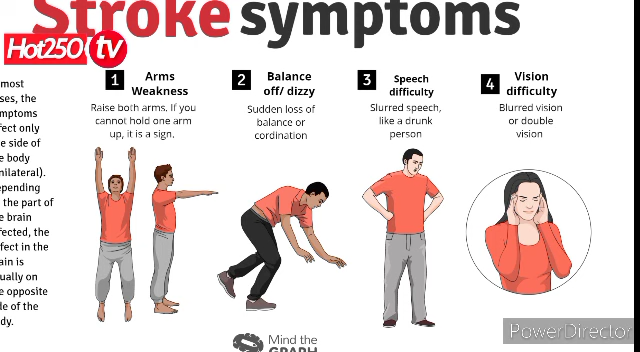 Stroke symptoms
Hot250 tv
most
ses, the
mptoms
fect only
e side of
e body
nilateral).
epending
the part of
e brain
fected, the
fect in the
ain is
ually on
e opposite
de of the
dy.
1 Arms
Weakness
Raise both arms. If you
cannot hold one arm
up, it is a sign.
2 Balance
off/ dizzy
Sudden loss of
balance or
cordination
3 Speech
difficulty
Slurred speech,
like a drunk
person
4 Vision
difficulty
Blurred vision
or double
vision
Mind the
GRAPH
PowerDirector